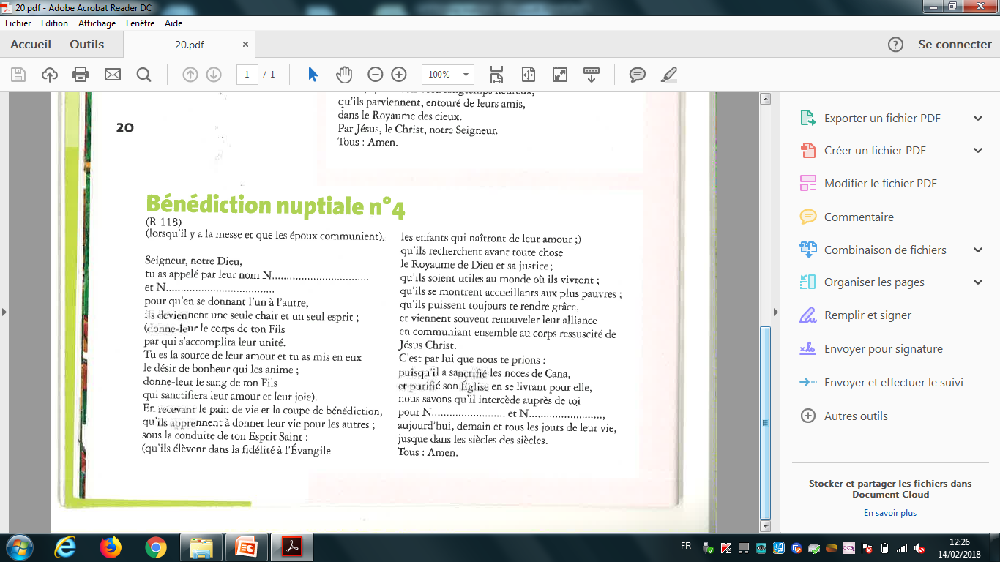 20.pdf - Adobe Acrobat Reader DC
Fichier Edition Affichage Fenêtre Aide
Accueil Outils 20.pdf × ? Se connecter
1 / 1 100%
qu'ils parviennent, entouré de leurs amis,
dans le Royaume des cieux.
Par Jésus, le Christ, notre Seigneur.
Tous : Amen.
20
Bénédiction nuptiale n°4
(R 118)
(lorsqu'il y a la messe et que les époux communient).
Seigneur, notre Dieu,
tu as appelé par leur nom N.................................
et N.....................................
pour qu'en se donnant l'un à l'autre,
ils deviennent une seule chair et un seul esprit ;
(donne-leur le corps de ton Fils
par qui s'accomplira leur unité.
Tu es la source de leur amour et tu as mis en eux
le désir de bonheur qui les anime ;
donne-leur le sang de ton Fils
qui sanctifiera leur amour et leur joie).
En recevant le pain de vie et la coupe de bénédiction,
qu'ils apprennent à donner leur vie pour les autres ;
sous la conduite de ton Esprit Saint :
(qu'ils élèvent dans la fidélité à l'Évangile
les enfants qui naîtront de leur amour ;)
qu'ils recherchent avant toute chose
le Royaume de Dieu et sa justice ;
qu'ils soient utiles au monde où ils vivront ;
qu'ils se montrent accueillants aux plus pauvres ;
qu'ils puissent toujours te rendre grâce,
et viennent souvent renouveler leur alliance
en communiant ensemble au corps ressuscité de
Jésus Christ.
C'est par lui que nous te prions :
puisqu'il a sanctifié les noces de Cana,
et purifié son Église en se livrant pour elle,
nous savons qu'il intercède auprès de toi
pour N......................... et N.........................,
aujourd'hui, demain et tous les jours de leur vie,
jusque dans les siècles des siècles.
Tous : Amen.
Exporter un fichier PDF
Créer un fichier PDF
Modifier le fichier PDF
Commentaire
Combinaison de fichiers
Organiser les pages
Remplir et signer
Envoyer pour signature
Envoyer et effectuer le suivi
Autres outils
Stocker et partager les fichiers dans
Document Cloud
En savoir plus
FR
12:26
14/02/2018